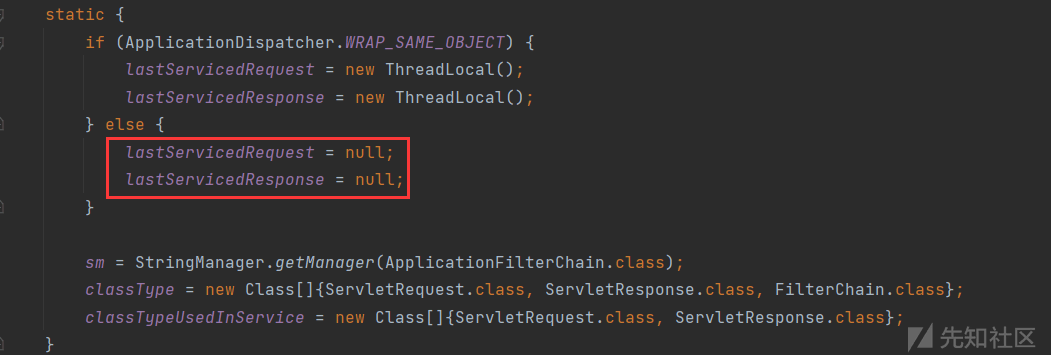 static {
if (ApplicationDispatcher.WRAP_SAME_OBJECT) {
lastServicedRequest = new ThreadLocal();
lastServicedResponse = new ThreadLocal();
} else {
lastServicedRequest = null;
lastServicedResponse = null;
}
sm = StringManager.getManager(ApplicationFilterChain.class);
classType = new Class[]{ServletRequest.class, ServletResponse.class, FilterChain.class};
classTypeUsedInService = new Class[]{ServletRequest.class, ServletResponse.class};
}
先知社区